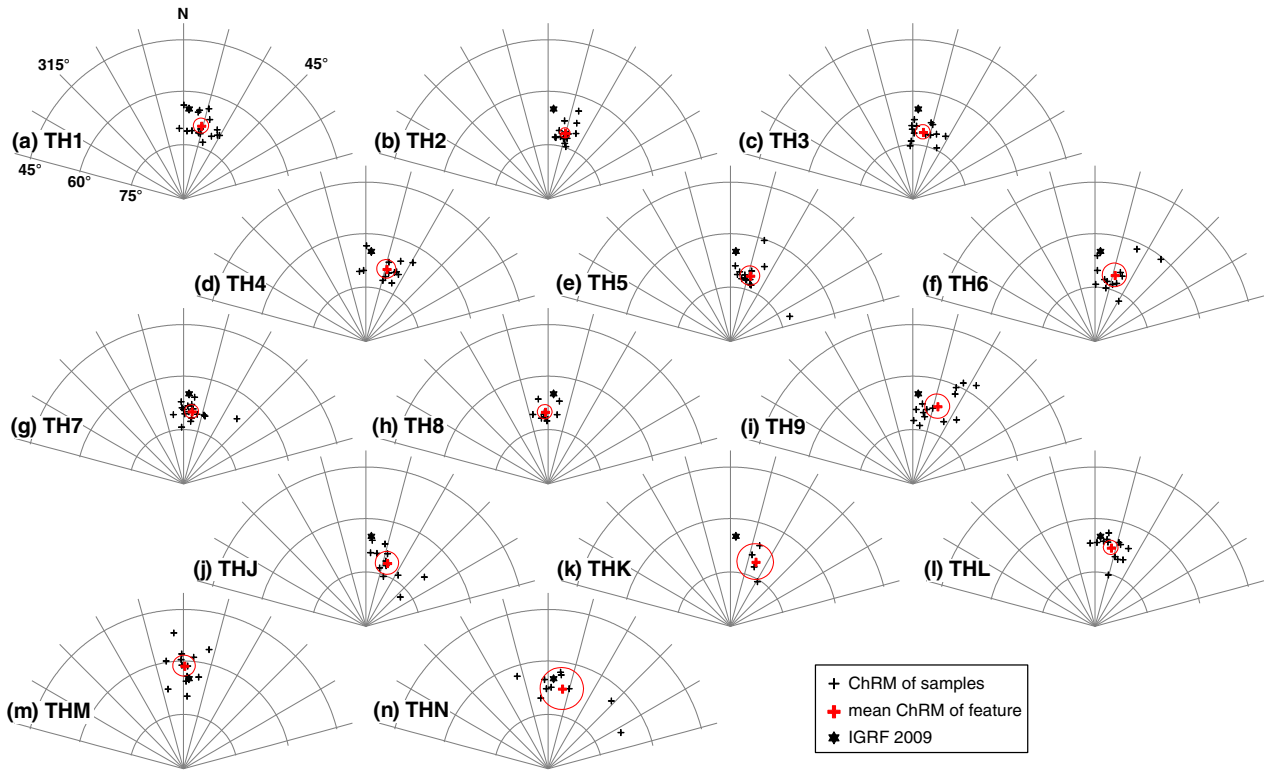 N
315°
45°
(a) TH1
(b) TH2
(c) TH3
45°
60°
75°
(d) TH4
(e) TH5
(f) TH6
(g) TH7
(h) TH8
(i) TH9
(j) THJ
(k) THK
(l) THL
(m) THM
(n) THN
ChRM of samples
mean ChRM of feature
IGRF 2009